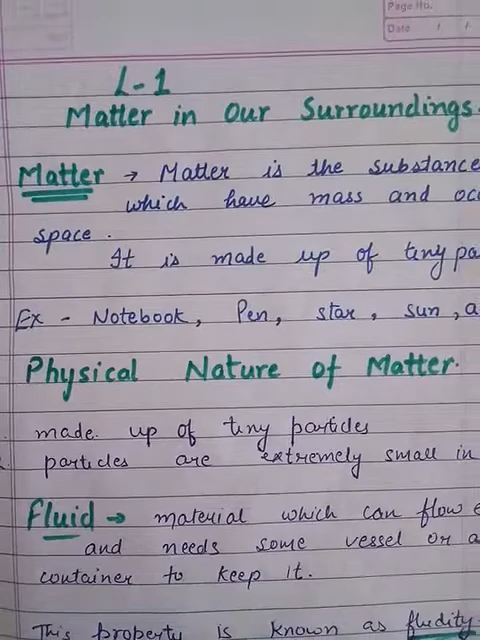 Page No.
Date / /
L-1
Matter in Our Surroundings.
Matter → Matter is the substance
which have mass and
space.
It is made up of tiny
Ex - Notebook, Pen, star, sun,
Physical Nature of Matter.
made up of tiny particles
particles are extremely small in
Fluid → material which can flow
and needs some vessel or a
container to keep it.
This property is known as fluidity